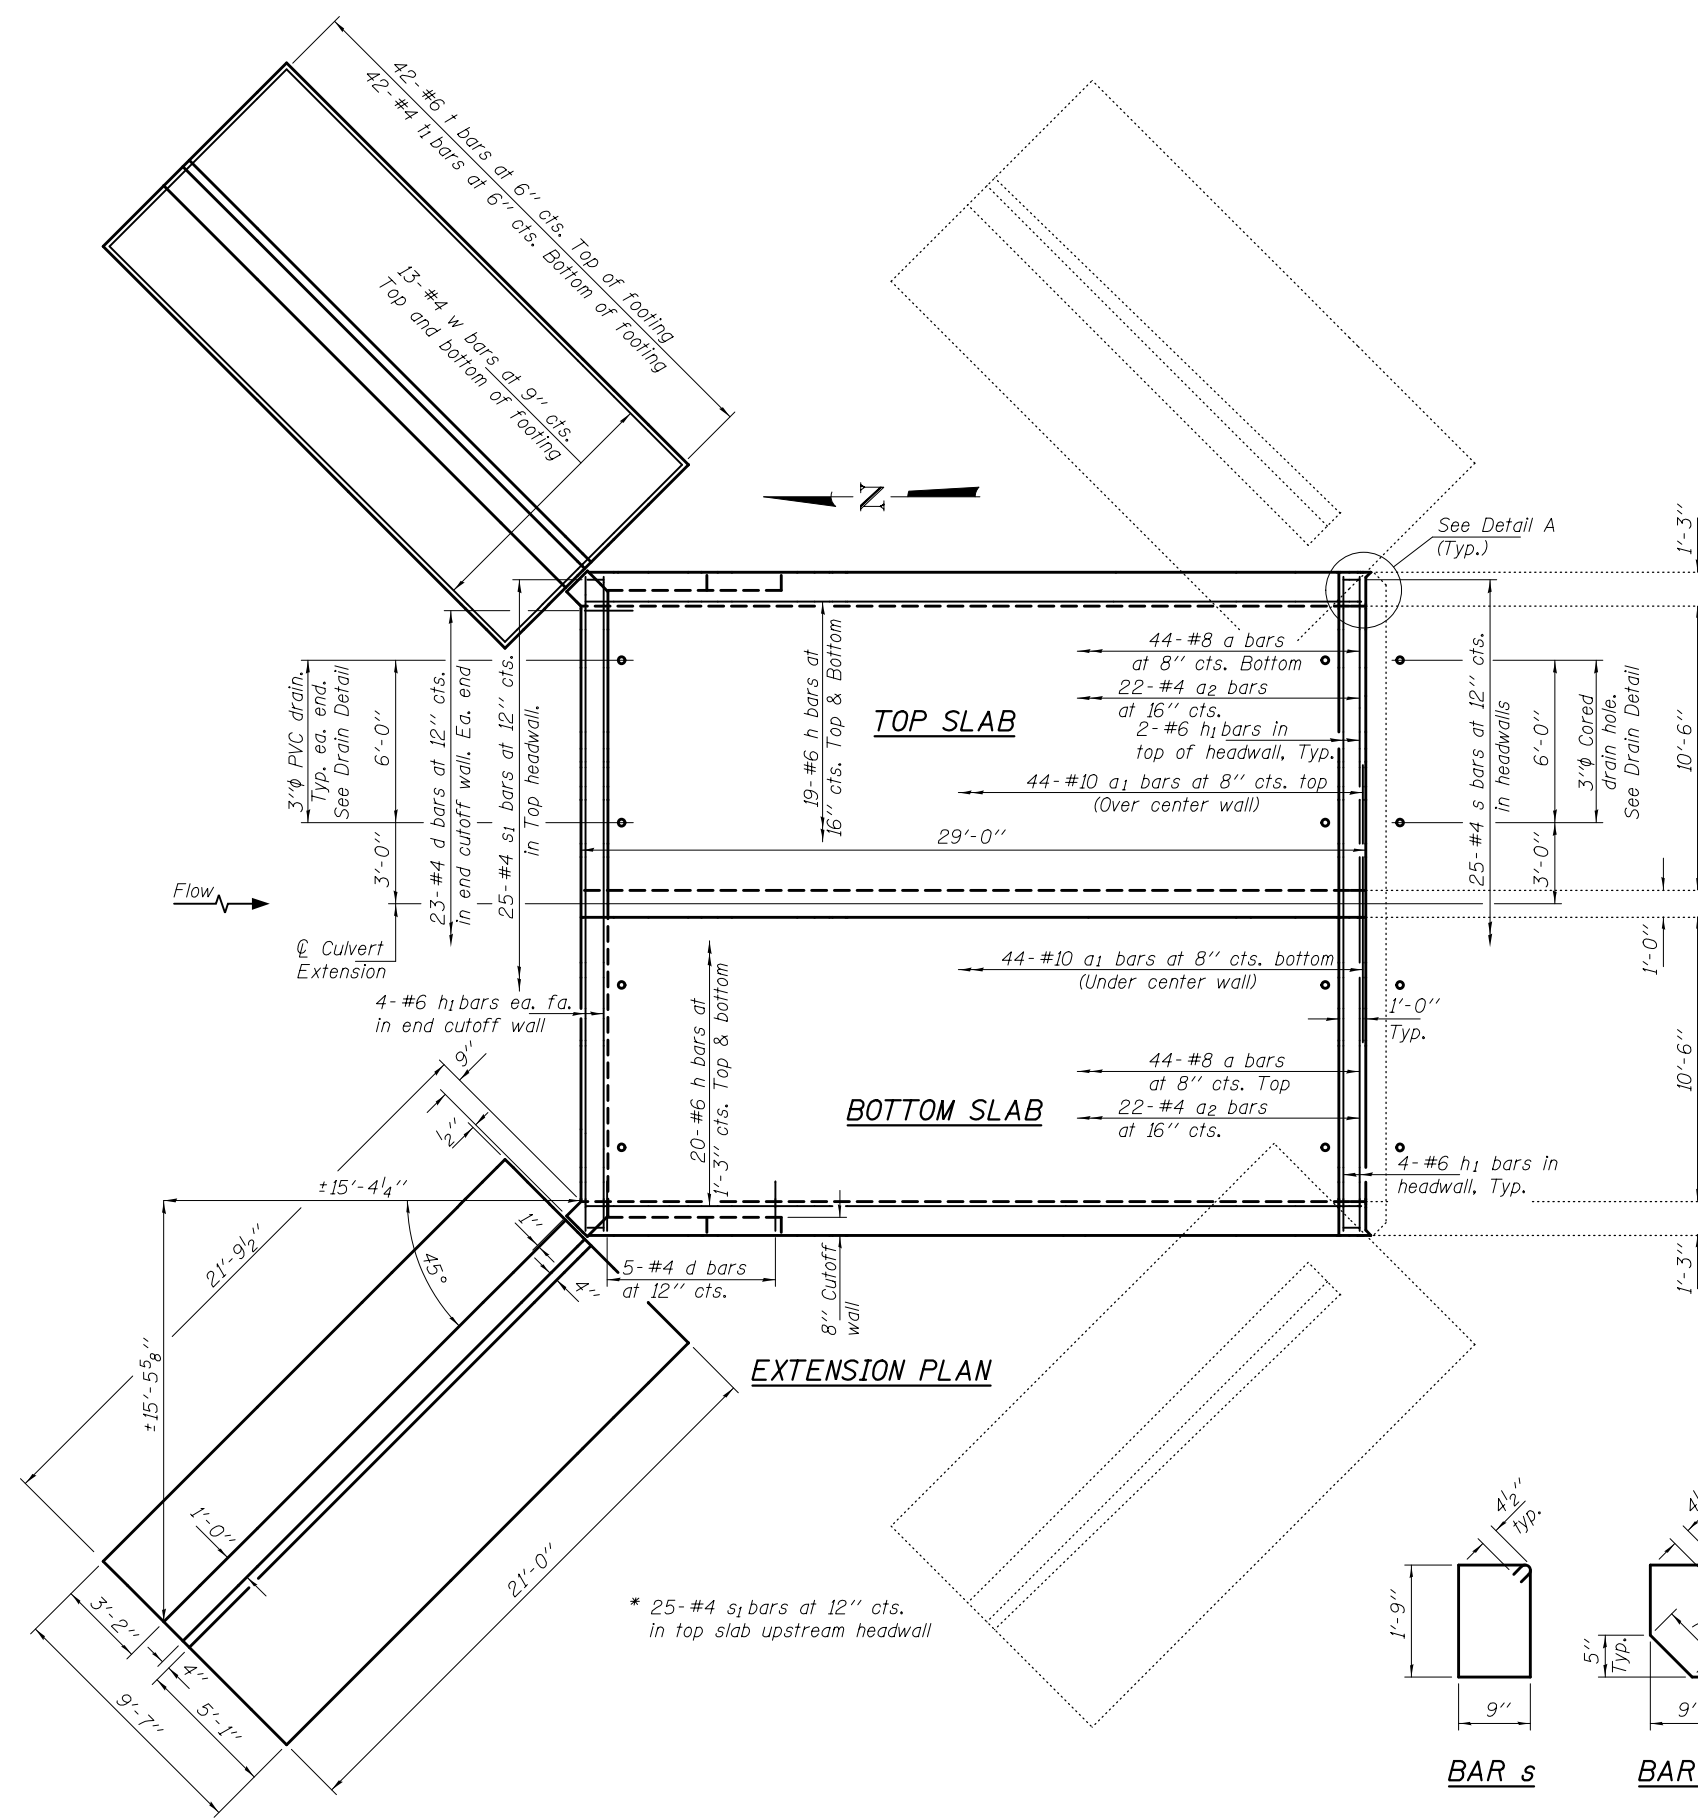 42-#6 t bars at 6" cts. Top of footing
42-#4 t1 bars at 6" cts. Bottom of footing
13-#4 w bars at 9" cts.
Top and bottom of footing
N
See Detail A
(Typ.)
1'-3"
3"ϕ PVC drain.
Typ. ea. end.
See Drain Detail
6'-0"
3'-0"
23-#4 d bars at 12" cts.
in end cutoff wall. Ea. end
25-#4 s1 bars at 12" cts.
in Top headwall.
19-#6 h bars at
16" cts. Top & Bottom
TOP SLAB
44-#8 a bars
at 8" cts. Bottom
22-#4 a2 bars
at 16" cts.
2-#6 h1 bars in
top of headwall, Typ.
44-#10 a1 bars at 8" cts. top
(Over center wall)
29'-0"
25-#4 s bars at 12" cts.
in headwalls
6'-0"
3'-0"
3"ϕ Cored
drain hole.
See Drain Detail
10'-6"
Flow
℄ Culvert
Extension
4-#6 h1 bars ea. fa.
in end cutoff wall
20-#6 h bars at
1'-3" cts. Top & bottom
44-#10 a1 bars at 8" cts. bottom
(Under center wall)
1'-0"
1'-0"
Typ.
10'-6"
44-#8 a bars
at 8" cts. Top
22-#4 a2 bars
at 16" cts.
BOTTOM SLAB
4-#6 h1 bars in
headwall, Typ.
1'-3"
9"
1/2"
±15'-4 1/4"
21'-9 1/2"
45°
1"
4"
5-#4 d bars
at 12" cts.
8" Cutoff
wall
EXTENSION PLAN
±15'-5 5/8"
1'-0"
21'-0"
3'-2"
4"
5'-1"
9'-7"
* 25-#4 s1 bars at 12" cts.
in top slab upstream headwall
4 1/2"
typ.
1'-9"
9"
BAR s
5"
Typ.
9"
BAR